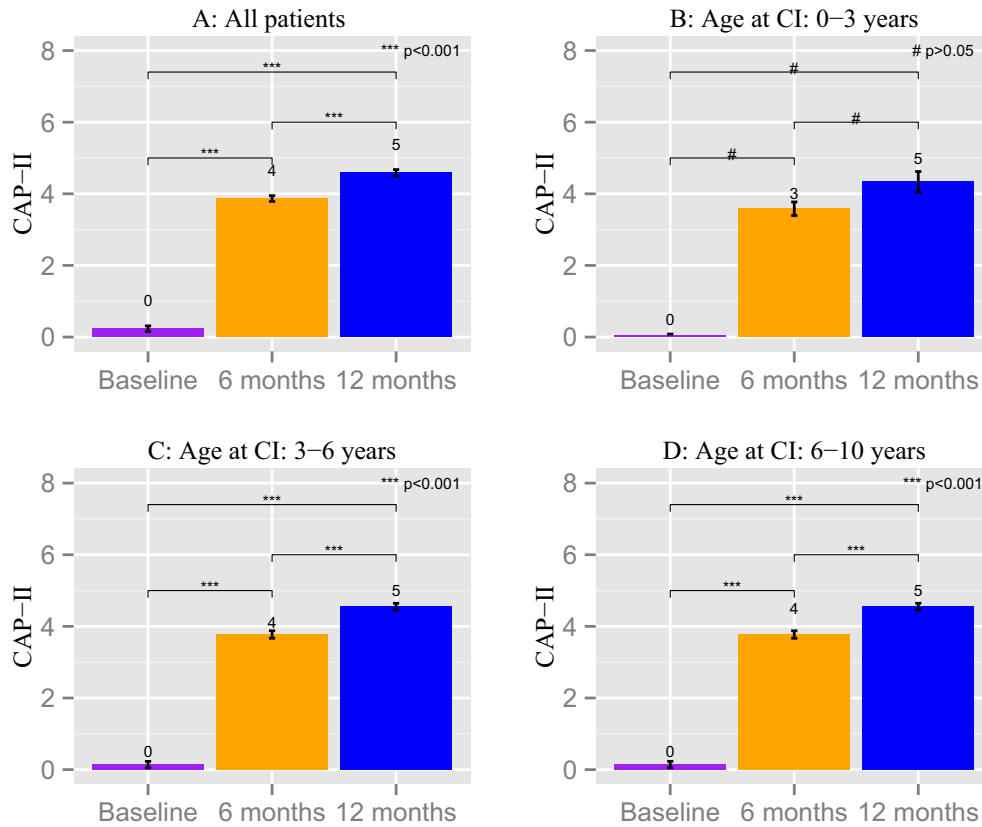 A: All patients
*** p<0.001
8
***
6
***
***
5
4
4
CAP−II
2
0
0
Baseline 6 months 12 months
B: Age at CI: 0−3 years
# p>0.05
8
#
6
#
#
5
4
3
CAP−II
2
0
0
Baseline 6 months 12 months
C: Age at CI: 3−6 years
*** p<0.001
8
***
6
***
***
5
4
4
CAP−II
2
0
0
Baseline 6 months 12 months
D: Age at CI: 6−10 years
*** p<0.001
8
***
6
***
***
5
4
4
CAP−II
2
0
0
Baseline 6 months 12 months